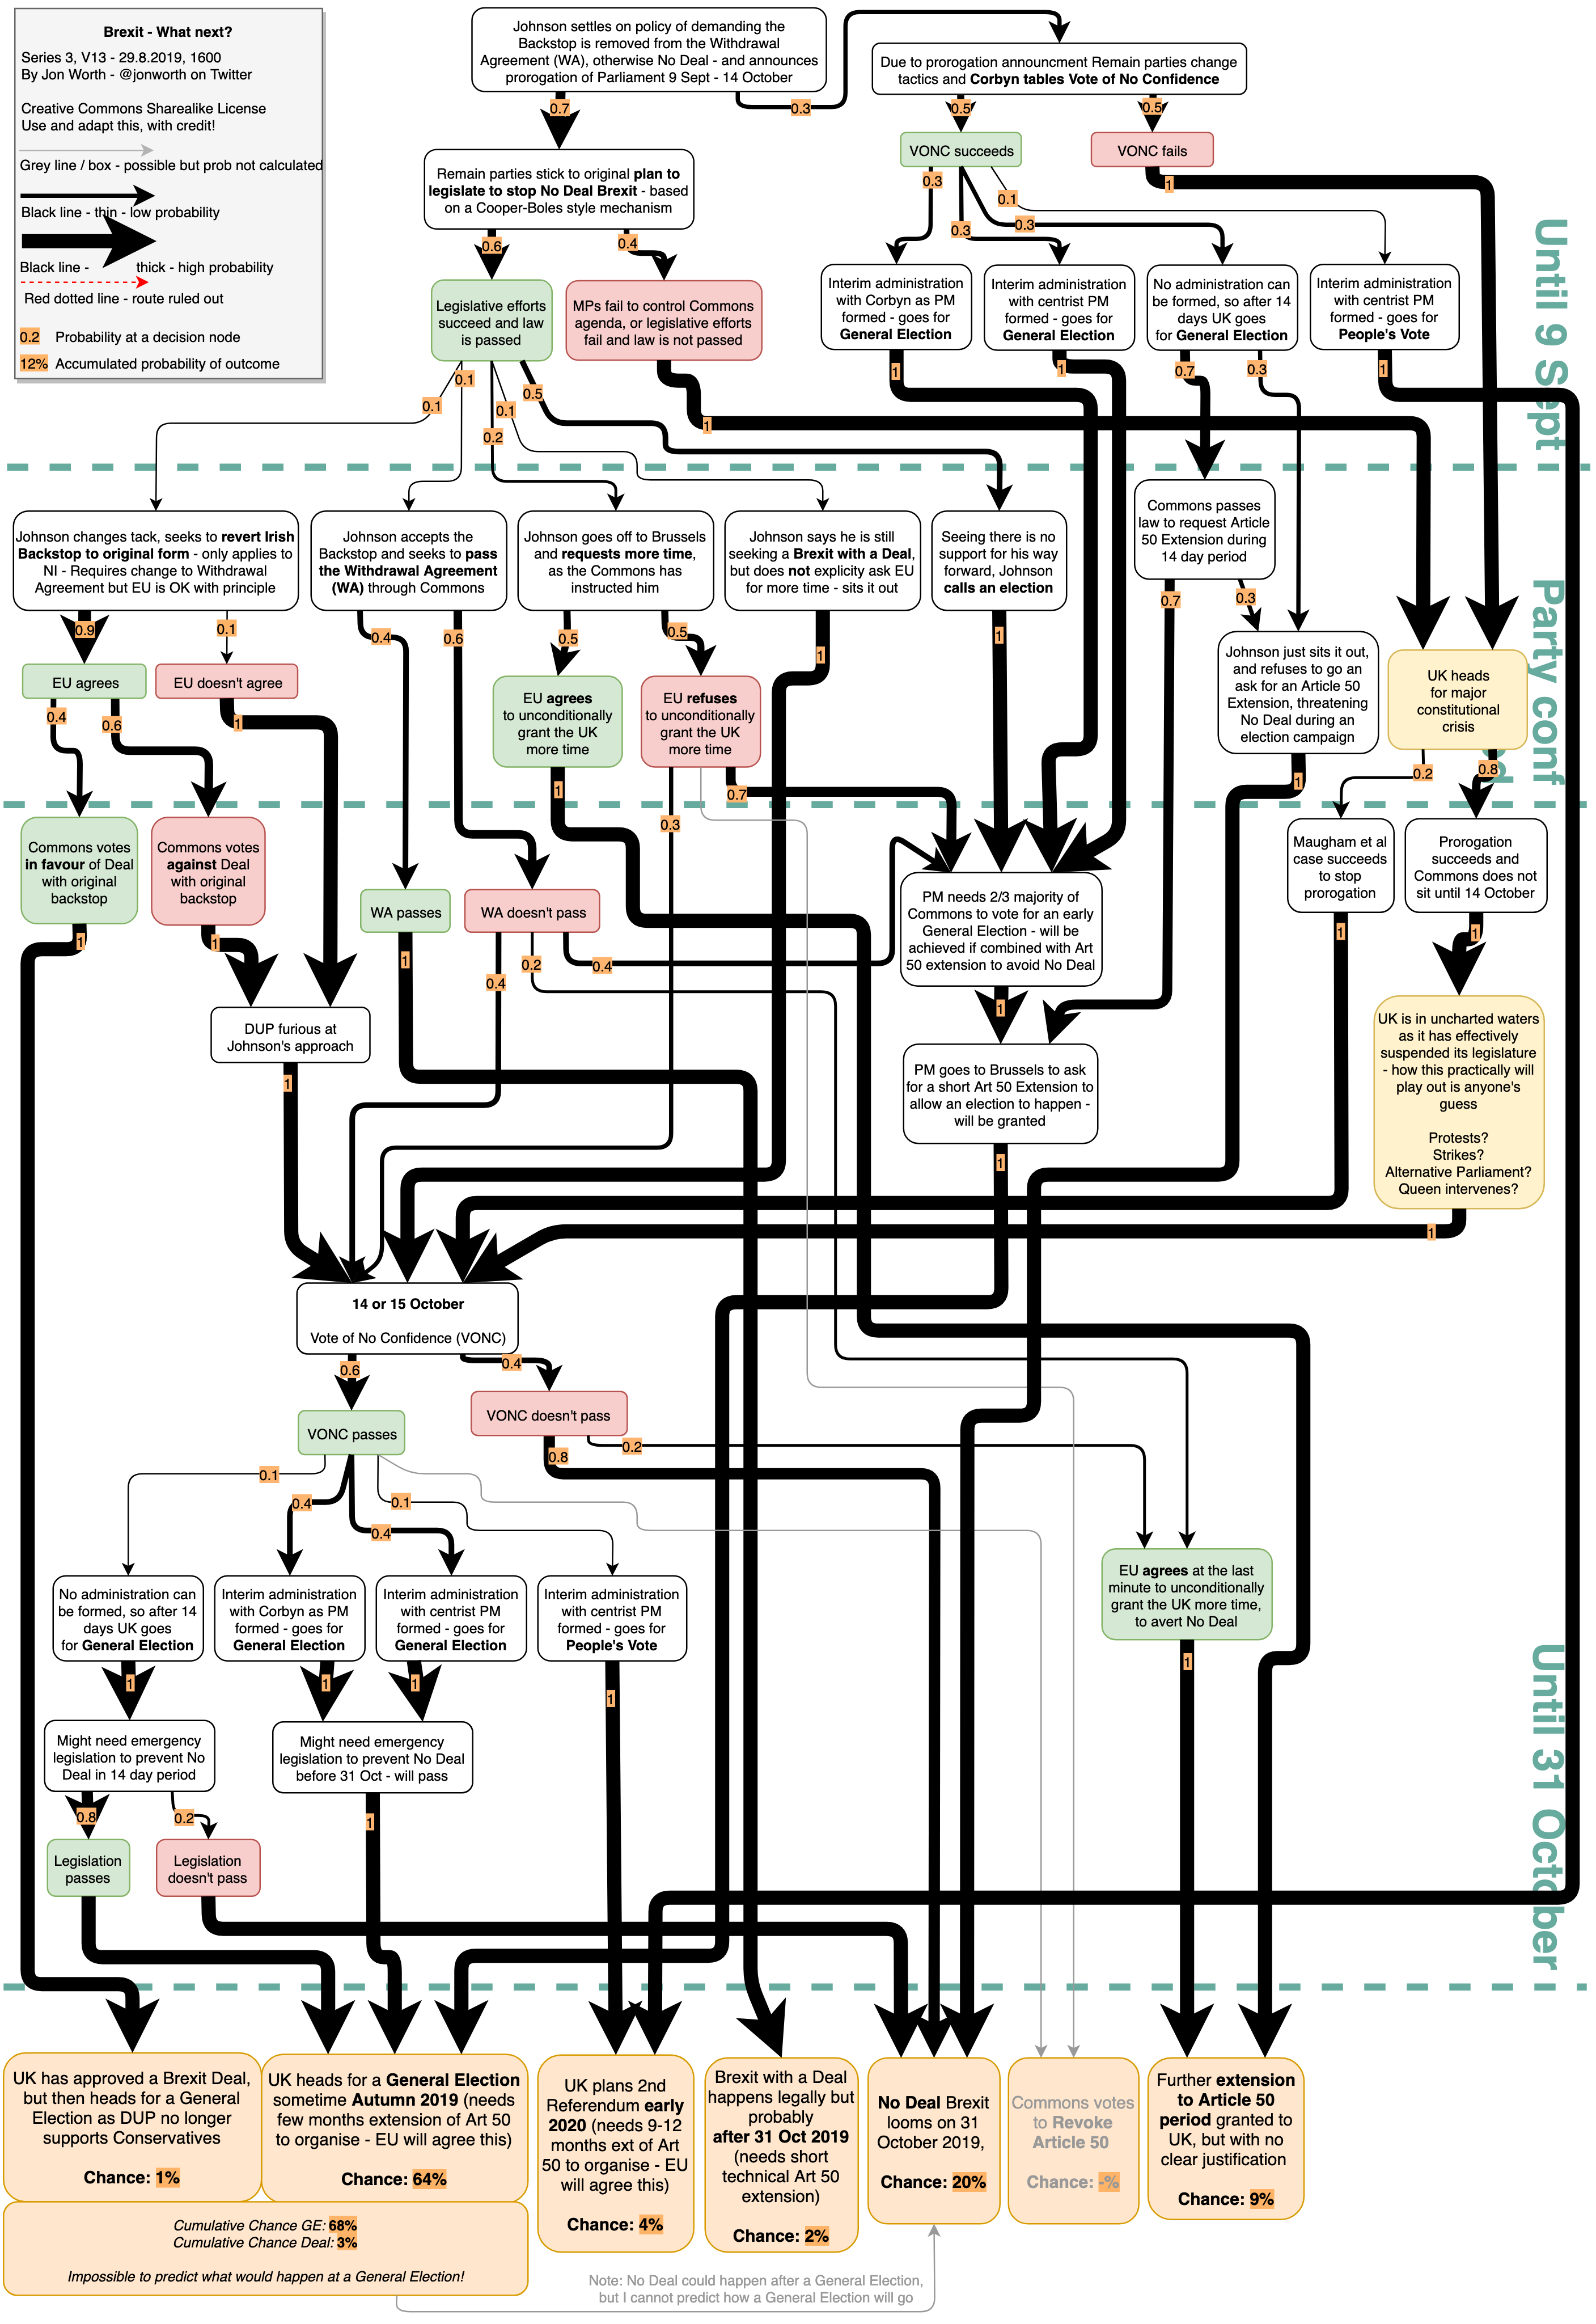 Brexit - What next?
Series 3, V13 - 29.8.2019, 1600
By Jon Worth - @jonworth on Twitter
Creative Commons Sharealike License
Use and adapt this, with credit!
Grey line / box - possible but prob not calculated
Black line - thin - low probability
Black line - thick - high probability
Red dotted line - route ruled out
0.2 Probability at a decision node
12% Accumulated probability of outcome
Johnson settles on policy of demanding the
Backstop is removed from the Withdrawal
Agreement (WA), otherwise No Deal - and announces
prorogation of Parliament 9 Sept - 14 October
0.7
0.3
Due to prorogation announcment Remain parties change
tactics and Corbyn tables Vote of No Confidence
0.5
0.5
VONC succeeds
VONC fails
Remain parties stick to original plan to
legislate to stop No Deal Brexit - based
on a Cooper-Boles style mechanism
0.6
0.4
0.3
0.3
0.3
0.1
1
Until 9 Sept
Legislative efforts
succeed and law
is passed
MPs fail to control Commons
agenda, or legislative efforts
fail and law is not passed
Interim administration
with Corbyn as PM
formed - goes for
General Election
Interim administration
with centrist PM
formed - goes for
General Election
No administration can
be formed, so after 14
days UK goes
for General Election
Interim administration
with centrist PM
formed - goes for
People's Vote
0.1
0.1
0.2
0.1
0.5
1
1
1
0.7
0.3
1
Party conf
Johnson changes tack, seeks to revert Irish
Backstop to original form - only applies to
NI - Requires change to Withdrawal
Agreement but EU is OK with principle
Johnson accepts the
Backstop and seeks to pass
the Withdrawal Agreement
(WA) through Commons
Johnson goes off to Brussels
and requests more time,
as the Commons has
instructed him
Johnson says he is still
seeking a Brexit with a Deal,
but does not explicity ask EU
for more time - sits it out
Seeing there is no
support for his way
forward, Johnson
calls an election
Commons passes
law to request Article
50 Extension during
14 day period
0.9
0.1
0.4
0.6
0.5
0.5
1
1
0.7
0.3
EU agrees
EU doesn't agree
EU agrees
to unconditionally
grant the UK
more time
EU refuses
to unconditionally
grant the UK
more time
Johnson just sits it out,
and refuses to go an
ask for an Article 50
Extension, threatening
No Deal during an
election campaign
UK heads
for major
constitutional
crisis
0.4
0.6
1
1
0.3
0.7
1
0.2
0.8
Commons votes
in favour of Deal
with original
backstop
Commons votes
against Deal
with original
backstop
WA passes
WA doesn't pass
PM needs 2/3 majority of
Commons to vote for an early
General Election - will be
achieved if combined with Art
50 extension to avoid No Deal
Maugham et al
case succeeds
to stop
prorogation
Prorogation
succeeds and
Commons does not
sit until 14 October
1
1
1
0.4
0.2
0.4
1
1
1
DUP furious at
Johnson's approach
1
PM goes to Brussels to ask
for a short Art 50 Extension to
allow an election to happen -
will be granted
1
UK is in uncharted waters
as it has effectively
suspended its legislature
- how this practically will
play out is anyone's
guess
Protests?
Strikes?
Alternative Parliament?
Queen intervenes?
1
14 or 15 October
Vote of No Confidence (VONC)
0.6
0.4
VONC passes
VONC doesn't pass
0.8
0.2
0.1
0.4
0.4
0.1
No administration can
be formed, so after 14
days UK goes
for General Election
Interim administration
with Corbyn as PM
formed - goes for
General Election
Interim administration
with centrist PM
formed - goes for
General Election
Interim administration
with centrist PM
formed - goes for
People's Vote
EU agrees at the last
minute to unconditionally
grant the UK more time,
to avert No Deal
1
1
1
1
1
Until 31 October
Might need emergency
legislation to prevent No
Deal in 14 day period
Might need emergency
legislation to prevent No Deal
before 31 Oct - will pass
0.8
0.2
1
Legislation
passes
Legislation
doesn't pass
UK has approved a Brexit Deal,
but then heads for a General
Election as DUP no longer
supports Conservatives
Chance: 1%
UK heads for a General Election
sometime Autumn 2019 (needs
few months extension of Art 50
to organise - EU will agree this)
Chance: 64%
UK plans 2nd
Referendum early
2020 (needs 9-12
months ext of Art
50 to organise - EU
will agree this)
Chance: 4%
Brexit with a Deal
happens legally but
probably
after 31 Oct 2019
(needs short
technical Art 50
extension)
Chance: 2%
No Deal Brexit
looms on 31
October 2019,
Chance: 20%
Commons votes
to Revoke
Article 50
Chance: -%
Further extension
to Article 50
period granted to
UK, but with no
clear justification
Chance: 9%
Cumulative Chance GE: 68%
Cumulative Chance Deal: 3%
Impossible to predict what would happen at a General Election!
Note: No Deal could happen after a General Election,
but I cannot predict how a General Election will go